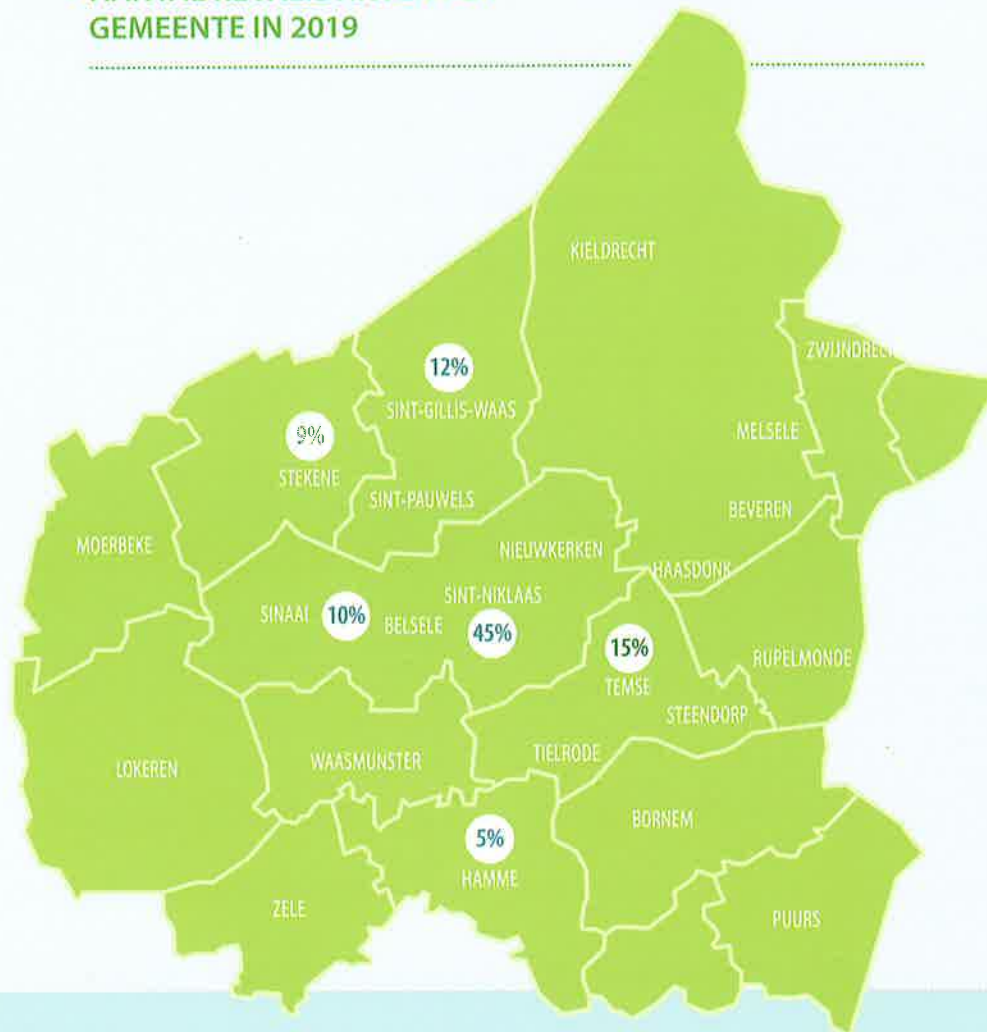 GEMEENTE IN 2019
KIELDRECHT
ZWIJNDRECHT
12%
SINT-GILLIS-WAAS
MELSELE
9%
STEKENE
SINT-PAUWELS
BEVEREN
MOERBEKE
NIEUWKERKEN
HAASDONK
SINT-NIKLAAS
SINAAI
10%
BELSELE
45%
15%
TEMSE
RUPELMONDE
STEENDORP
TIELRODE
WAASMUNSTER
LOKEREN
BORNEM
5%
HAMME
ZELE
PUURS